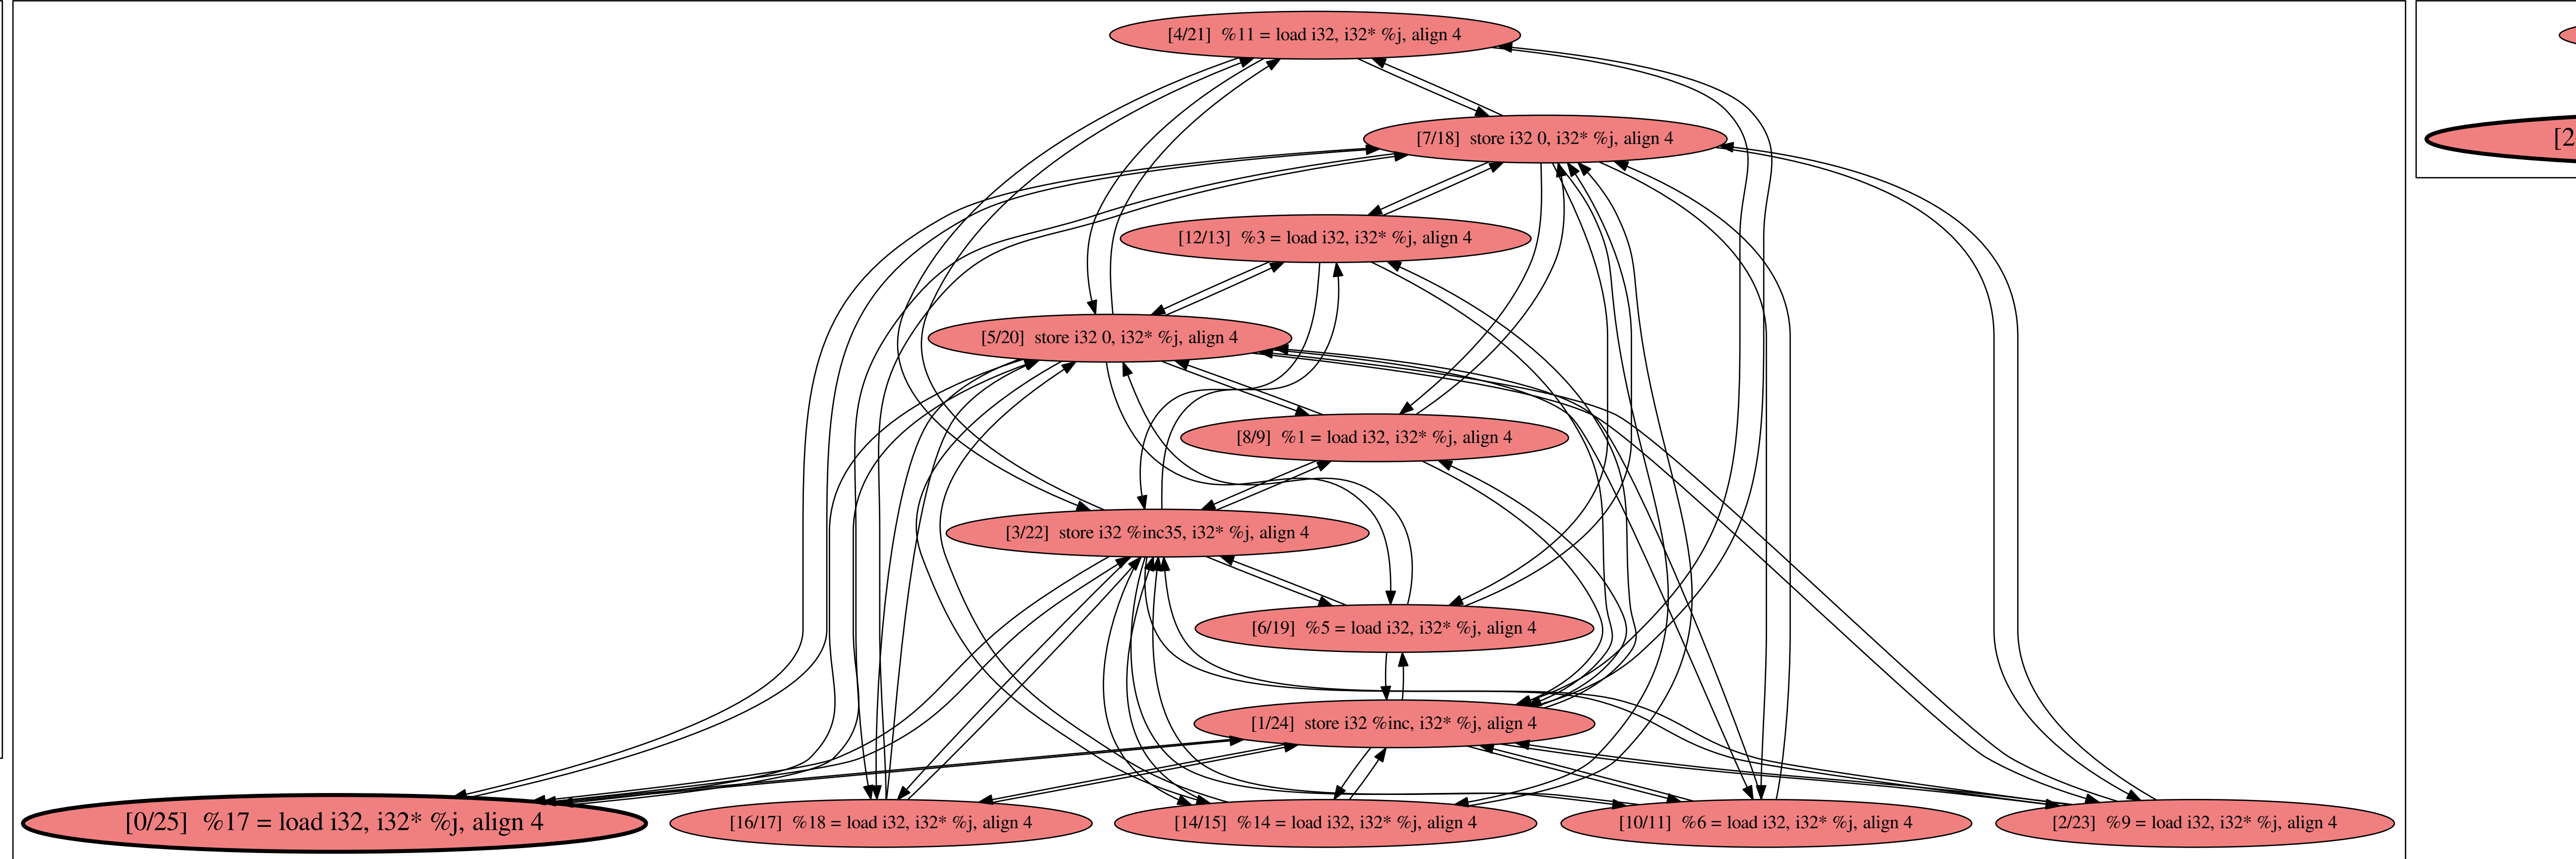 [4/21]  %11 = load i32, i32* %j, align 4
[7/18]  store i32 0, i32* %j, align 4
[2
[12/13]  %3 = load i32, i32* %j, align 4
[5/20]  store i32 0, i32* %j, align 4
[8/9]  %1 = load i32, i32* %j, align 4
[3/22]  store i32 %inc35, i32* %j, align 4
[6/19]  %5 = load i32, i32* %j, align 4
[1/24]  store i32 %inc, i32* %j, align 4
[0/25]  %17 = load i32, i32* %j, align 4
[16/17]  %18 = load i32, i32* %j, align 4
[14/15]  %14 = load i32, i32* %j, align 4
[10/11]  %6 = load i32, i32* %j, align 4
[2/23]  %9 = load i32, i32* %j, align 4